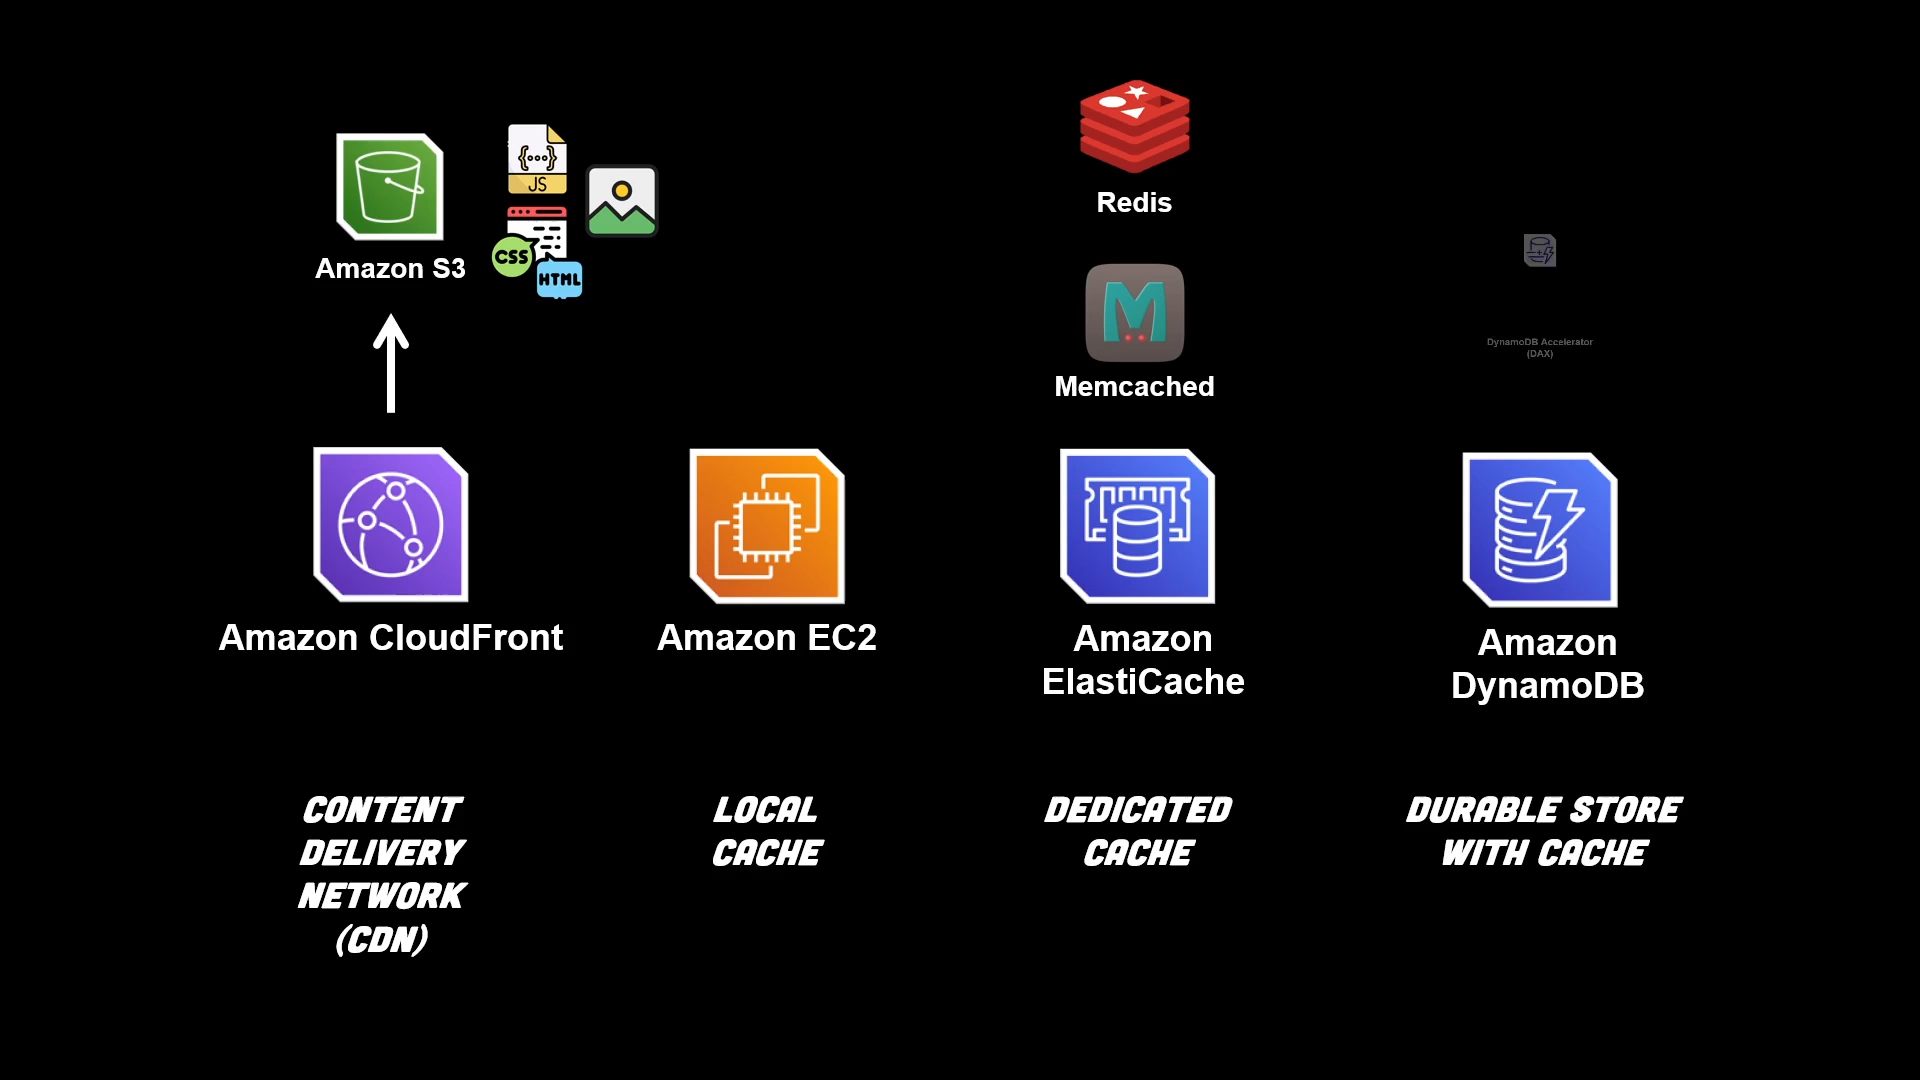 JS
CSS
HTML
Amazon S3
Redis
Memcached
DynamoDB Accelerator
(DAX)
Amazon CloudFront
Amazon EC2
Amazon
ElastiCache
Amazon
DynamoDB
CONTENT
DELIVERY
NETWORK
(CDN)
LOCAL
CACHE
DEDICATED
CACHE
DURABLE STORE
WITH CACHE